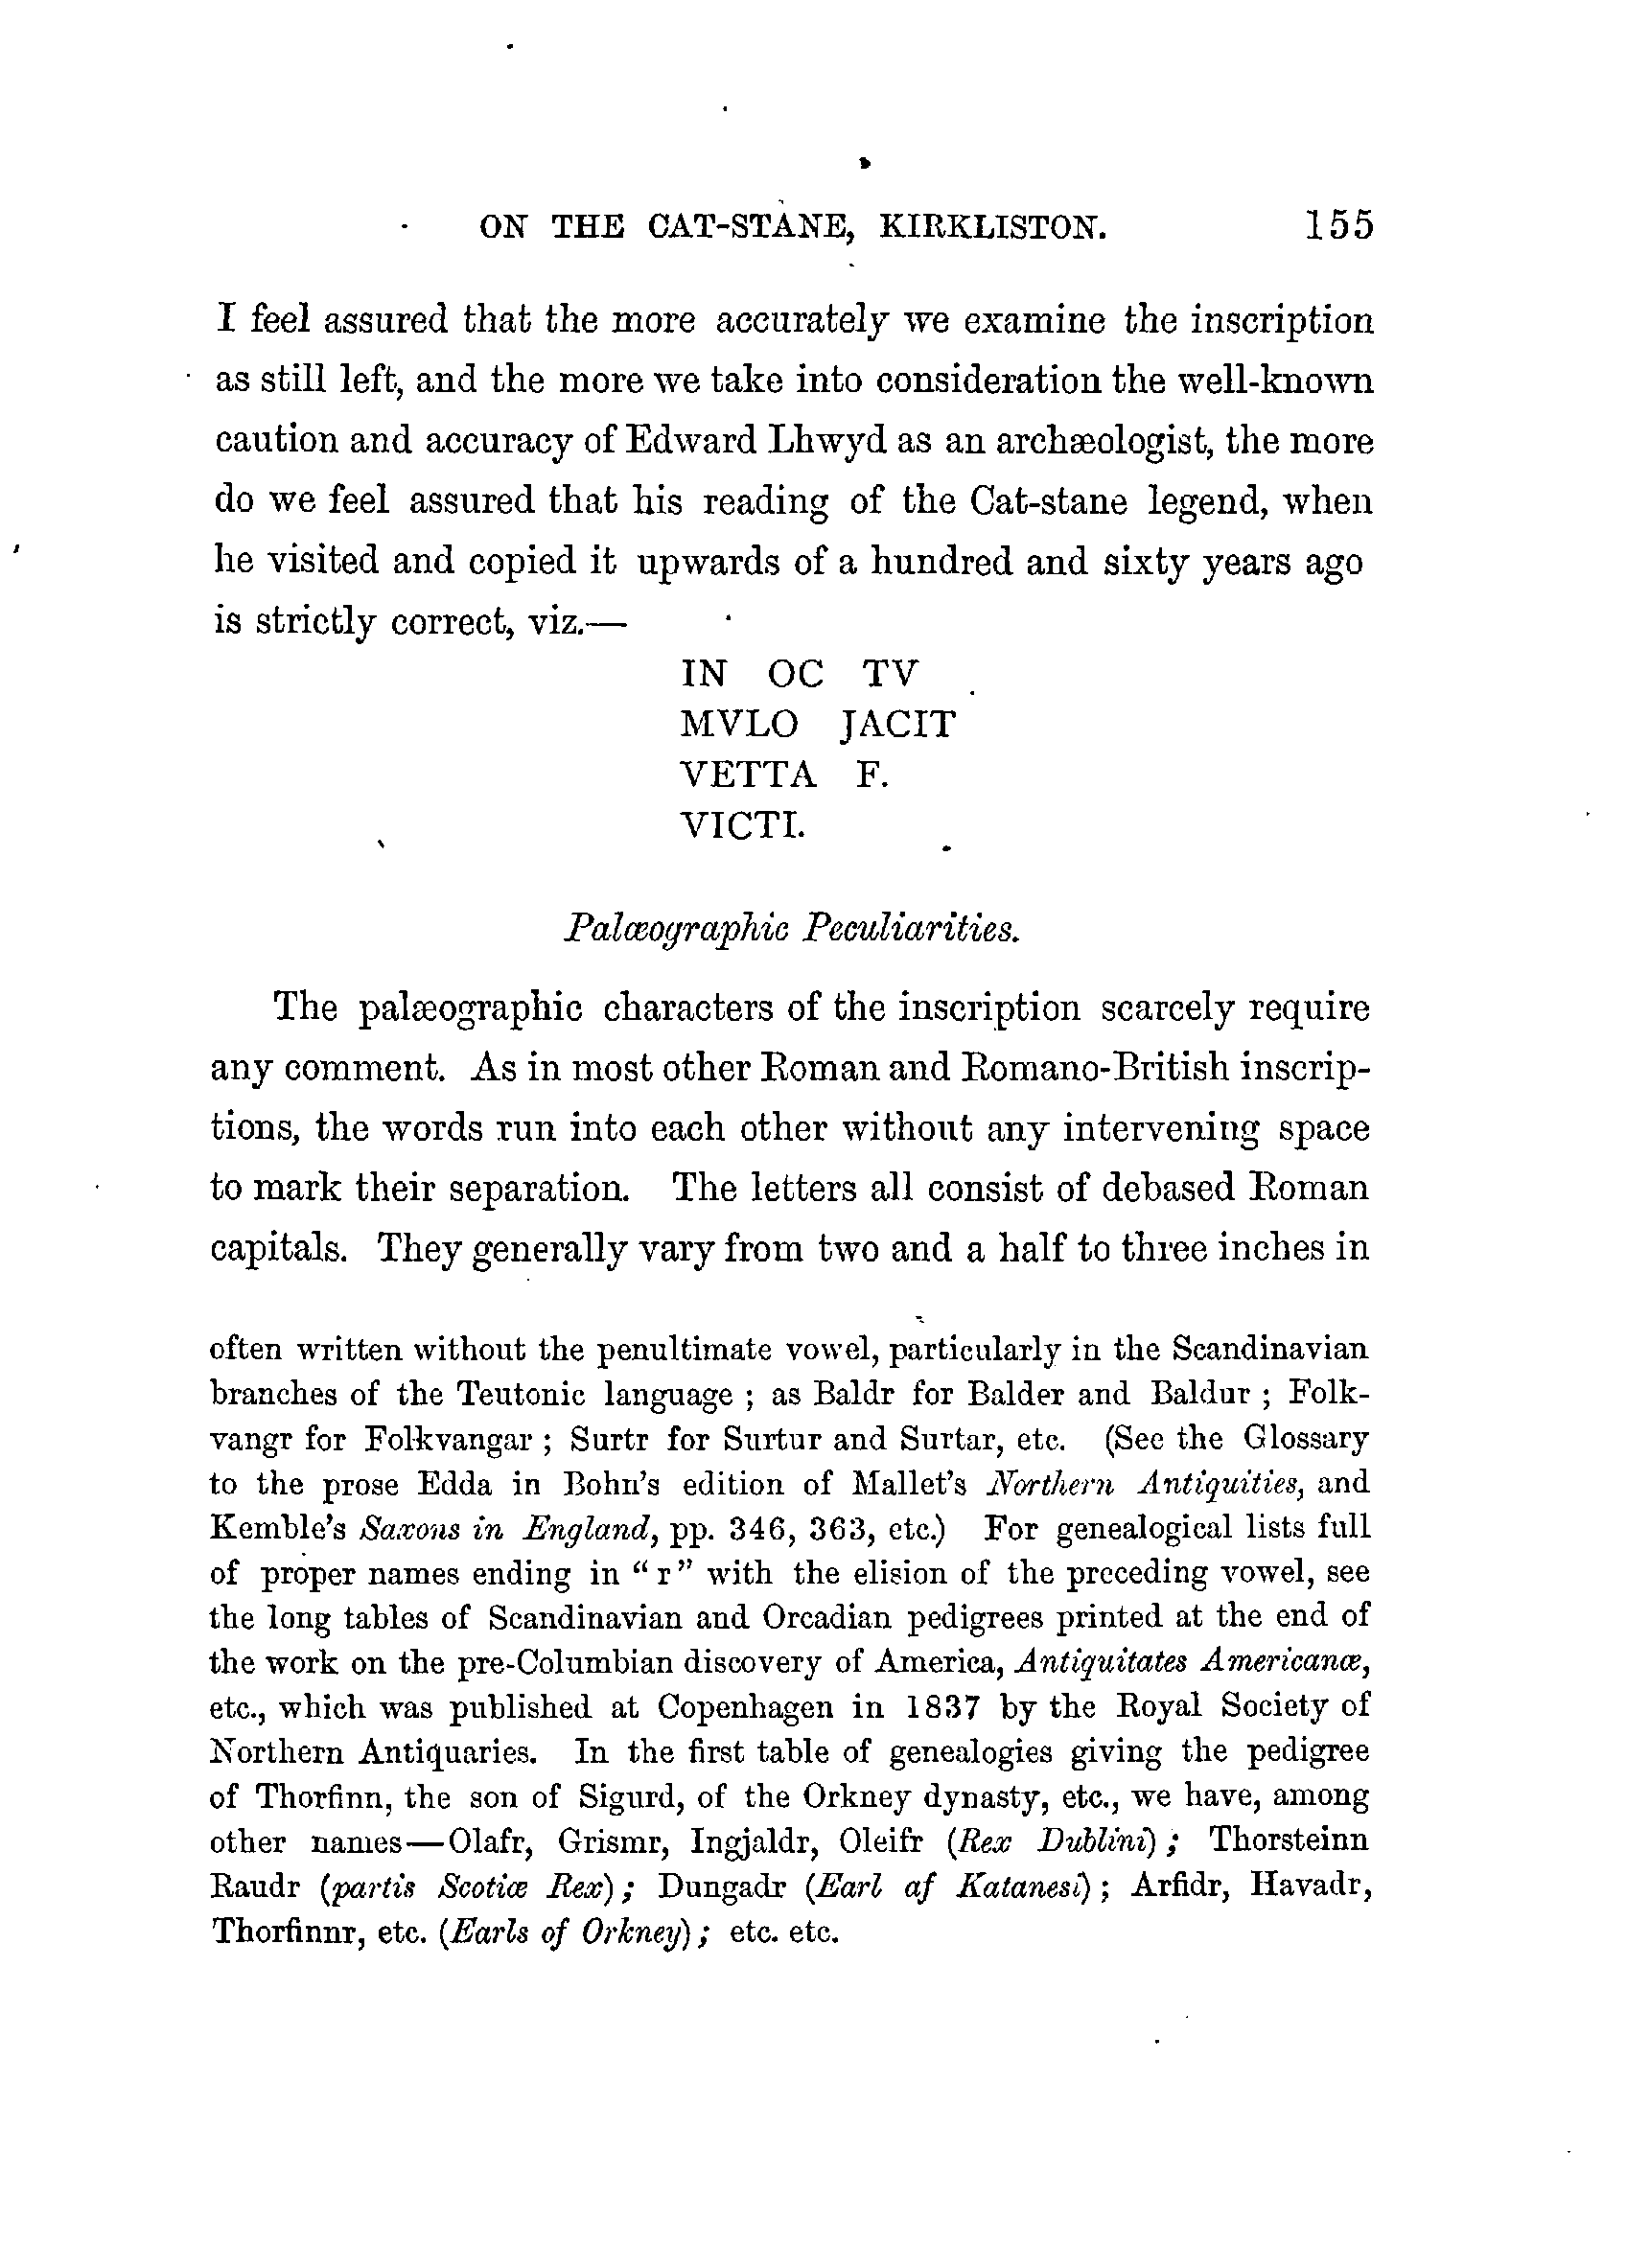 ON THE CAT-STANE, KIRKLISTON. 155
I feel assured that the more accurately we examine the inscription
as still left, and the more we take into consideration the well-known
caution and accuracy of Edward Lhwyd as an archæologist, the more
do we feel assured that his reading of the Cat-stane legend, when
he visited and copied it upwards of a hundred and sixty years ago
is strictly correct, viz.—
IN OC TV
MVLO JACIT
VETTA F.
VICTI.
Palæographic Peculiarities.
The palæographic characters of the inscription scarcely require
any comment. As in most other Roman and Romano-British inscrip-
tions, the words run into each other without any intervening space
to mark their separation. The letters all consist of debased Roman
capitals. They generally vary from two and a half to three inches in
often written without the penultimate vowel, particularly in the Scandinavian
branches of the Teutonic language ; as Baldr for Balder and Baldur ; Folk-
vangr for Folkvangar ; Surtr for Surtur and Surtar, etc. (See the Glossary
to the prose Edda in Bohn's edition of Mallet's Northern Antiquities, and
Kemble's Saxons in England, pp. 346, 363, etc.) For genealogical lists full
of proper names ending in “ r ” with the elision of the preceding vowel, see
the long tables of Scandinavian and Orcadian pedigrees printed at the end of
the work on the pre-Columbian discovery of America, Antiquitates Americanæ,
etc., which was published at Copenhagen in 1837 by the Royal Society of
Northern Antiquaries. In the first table of genealogies giving the pedigree
of Thorfinn, the son of Sigurd, of the Orkney dynasty, etc., we have, among
other names—Olafr, Grismr, Ingjaldr, Oleifr (Rex Dublini) ; Thorsteinn
Raudr (partis Scotiæ Rex) ; Dungadr (Earl af Katanesi) ; Arfidr, Havadr,
Thorfinnr, etc. (Earls of Orkney) ; etc. etc.